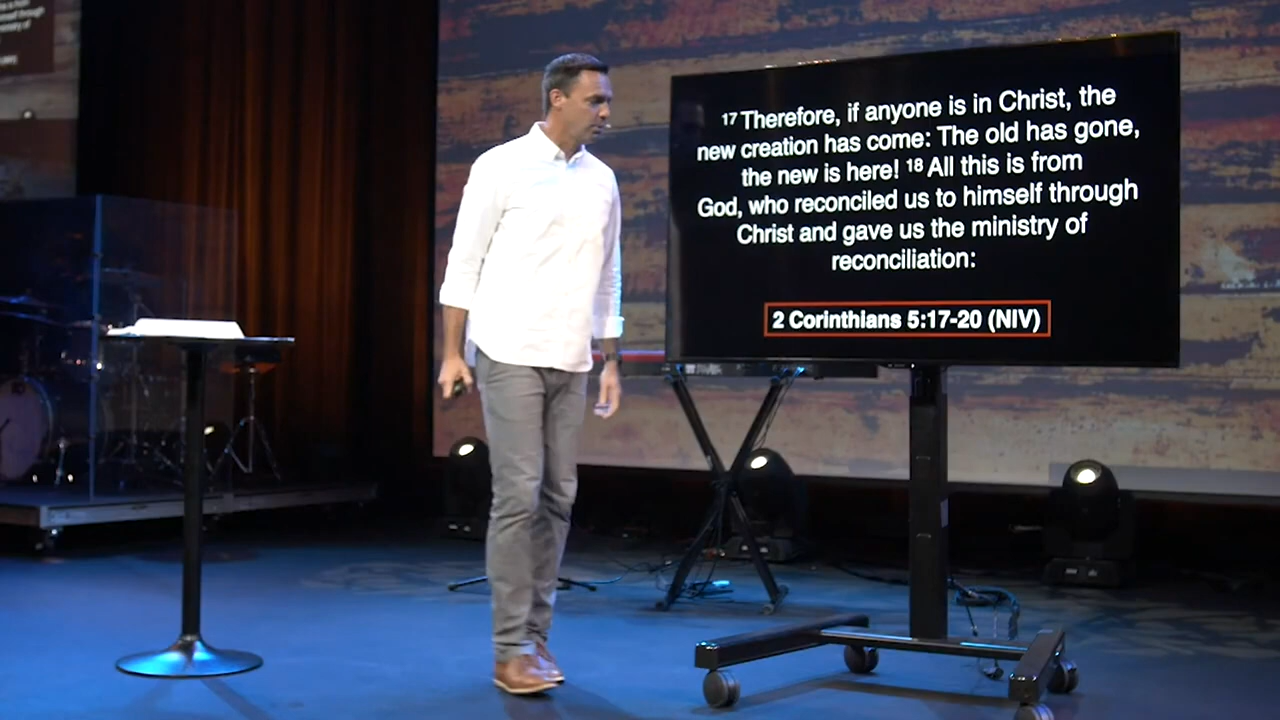 17 Therefore, if anyone is in Christ, the
new creation has come: The old has gone,
the new is here! 18 All this is from
God, who reconciled us to himself through
Christ and gave us the ministry of
reconciliation:
2 Corinthians 5:17-20 (NIV)